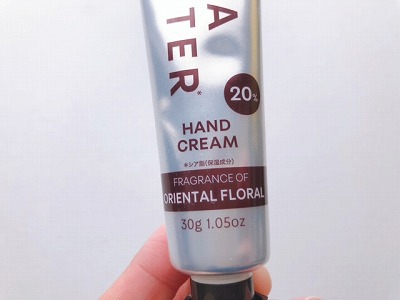 A
TER*
20%
HAND
CREAM
*シア脂(保湿成分)
FRAGRANCE OF
ORIENTAL FLORAL
30g 1.05oz